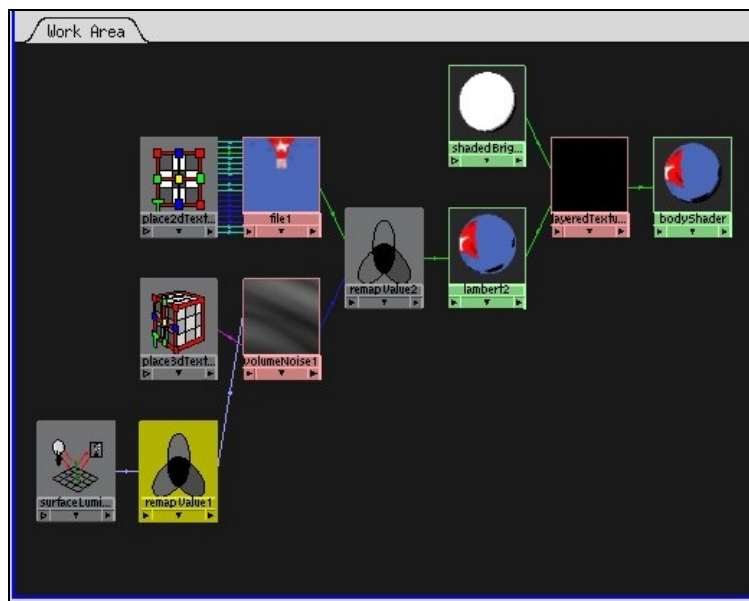 Work Area
shadedBrig...
place2dText...
file1
layeredTextu...
bodyShader
remapValue2
lambert2
place3dText...
volumeNoise1
surfaceLumi...
remapValue1